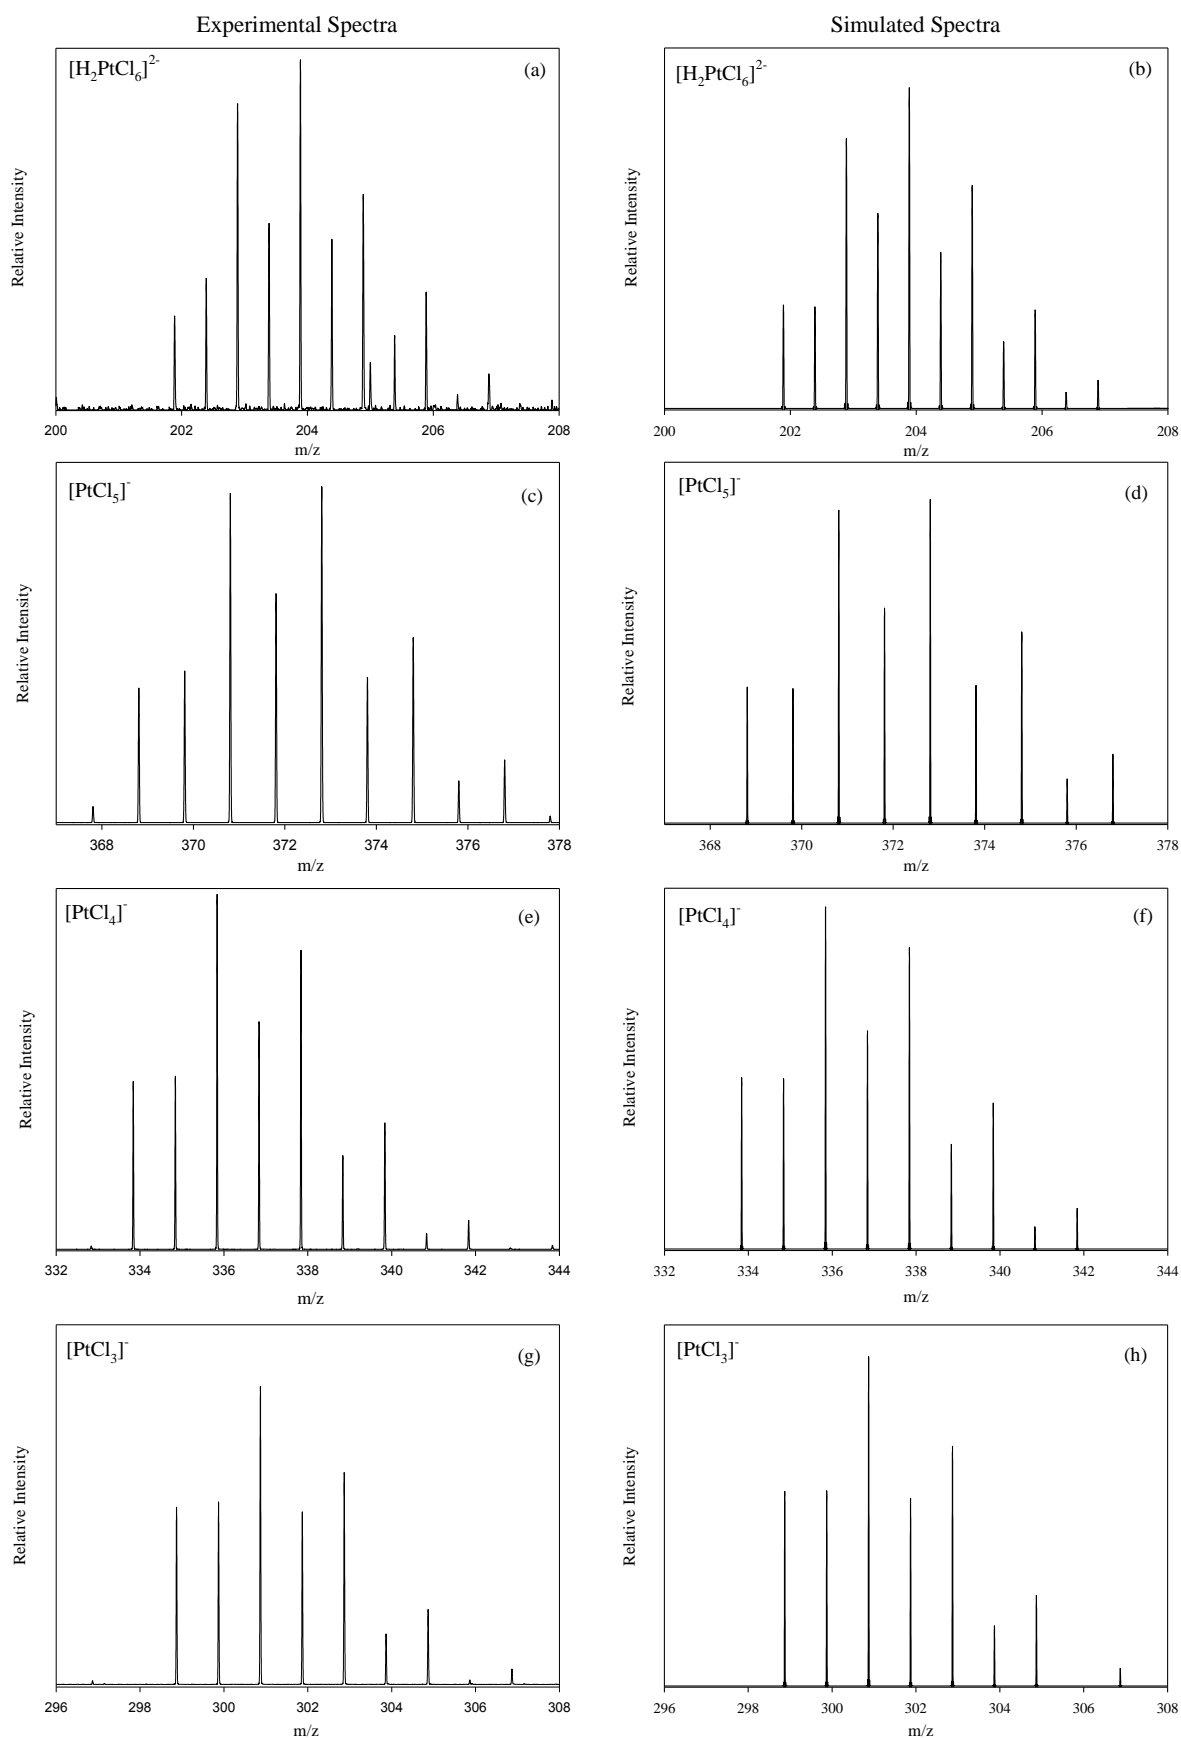 Experimental Spectra
Simulated Spectra
[H₂PtCl₆]²⁻
(a)
Relative Intensity
200 202 204 206 208
m/z
[H₂PtCl₆]²⁻
(b)
Relative Intensity
200 202 204 206 208
m/z
[PtCl₅]⁻
(c)
Relative Intensity
368 370 372 374 376 378
m/z
[PtCl₅]⁻
(d)
Relative Intensity
368 370 372 374 376 378
m/z
[PtCl₄]⁻
(e)
Relative Intensity
332 334 336 338 340 342 344
m/z
[PtCl₄]⁻
(f)
Relative Intensity
332 334 336 338 340 342 344
m/z
[PtCl₃]⁻
(g)
Relative Intensity
296 298 300 302 304 306 308
m/z
[PtCl₃]⁻
(h)
Relative Intensity
296 298 300 302 304 306 308
m/z